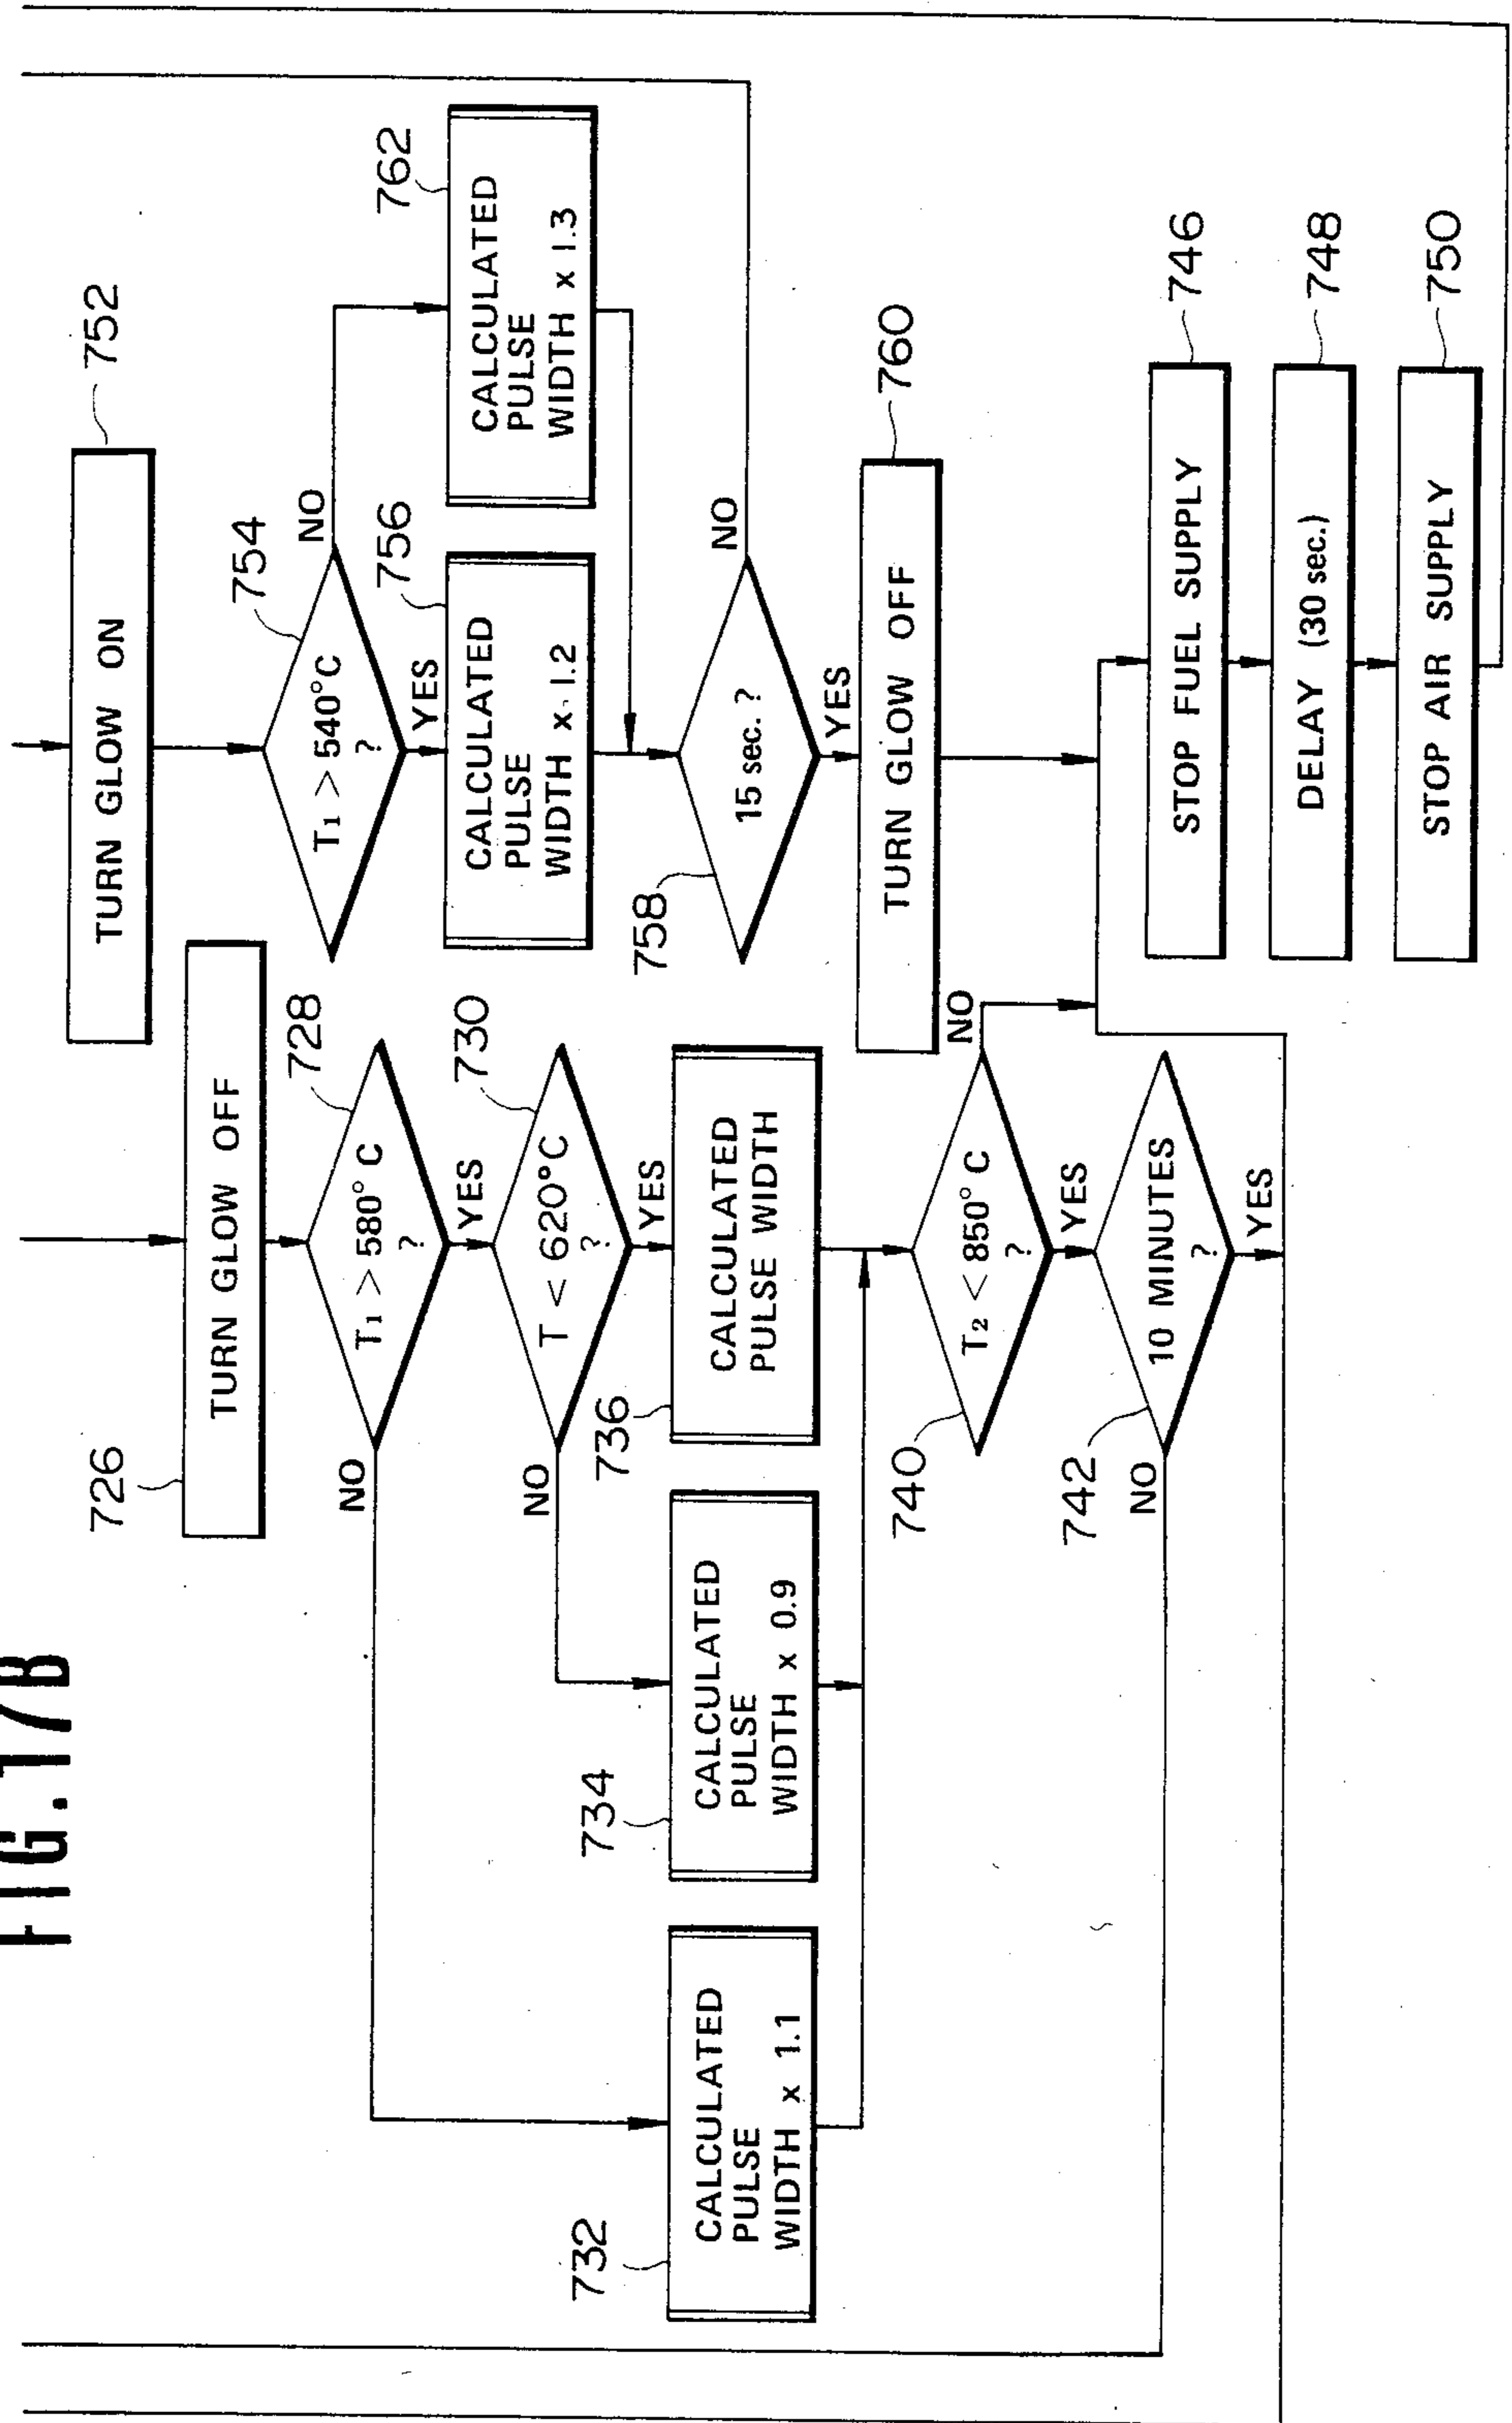 FIG.17B
726
TURN GLOW OFF
728
T1 > 580° C
?
NO
YES
730
T < 620°C
?
NO
YES
732
CALCULATED
PULSE
WIDTH x 1.1
734
CALCULATED
PULSE
WIDTH x 0.9
736
CALCULATED
PULSE WIDTH
740
T2 < 850° C
?
NO
YES
742
10 MINUTES
?
NO
YES
752
TURN GLOW ON
754
T1 > 540°C
?
NO
YES
756
CALCULATED
PULSE
WIDTH x 1.2
762
CALCULATED
PULSE
WIDTH x 1.3
758
15 sec. ?
NO
YES
760
TURN GLOW OFF
746
STOP FUEL SUPPLY
748
DELAY (30 sec.)
750
STOP AIR SUPPLY